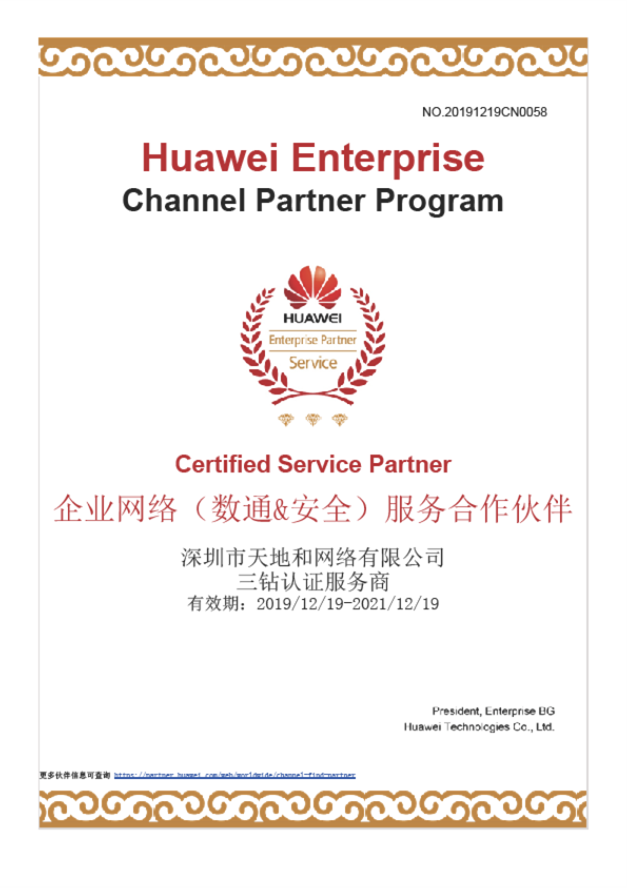 NO.20191219CN0058
Huawei Enterprise
Channel Partner Program
HUAWEI
Enterprise Partner
Service
Certified Service Partner
企业网络（数通&安全）服务合作伙伴
深圳市天地和网络有限公司
三钻认证服务商
有效期：2019/12/19-2021/12/19
President, Enterprise BG
Huawei Technologies Co., Ltd.
更多伙伴信息可查询 https://partner.huawei.com/web/worldwide/channel-find-partner